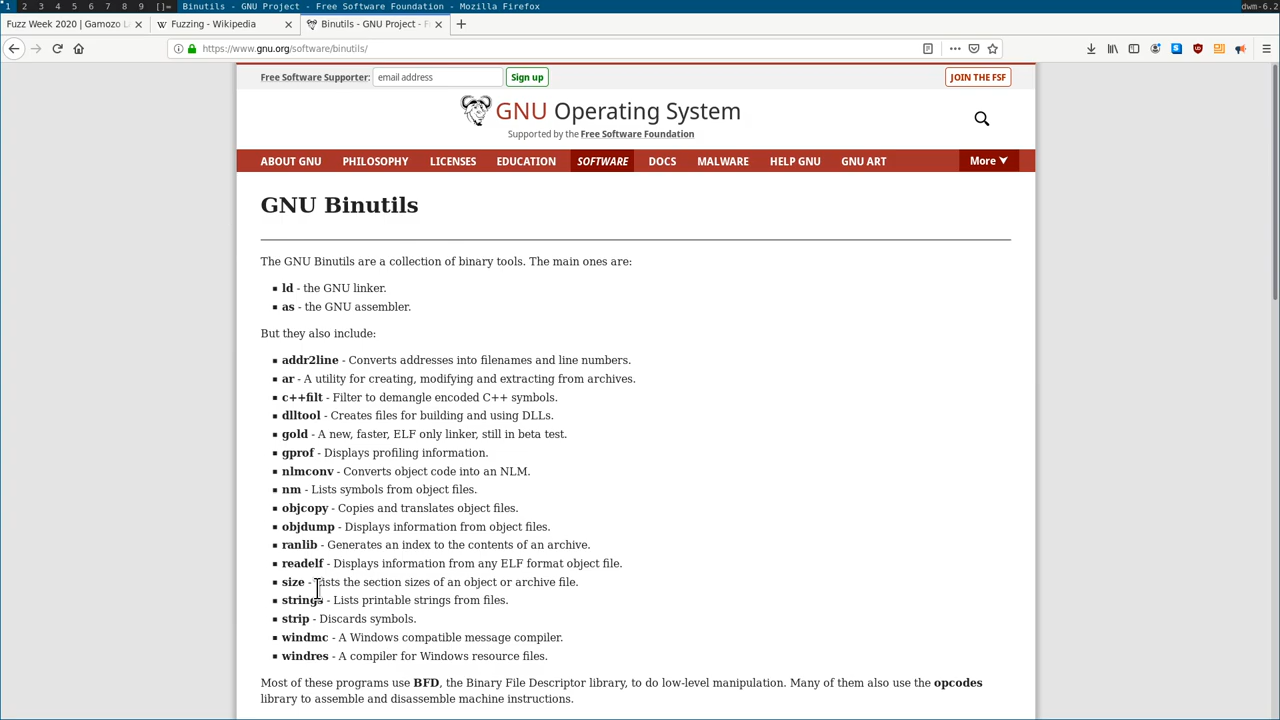 1 2 3 4 5 6 7 8 9 []= Binutils - GNU Project - Free Software Foundation - Mozilla Firefox dwm-6.2
Fuzz Week 2020 | Gamozo L Fuzzing - Wikipedia Binutils - GNU Project - F
https://www.gnu.org/software/binutils/
Free Software Supporter: email address Sign up JOIN THE FSF
GNU Operating System
Supported by the Free Software Foundation
ABOUT GNU PHILOSOPHY LICENSES EDUCATION SOFTWARE DOCS MALWARE HELP GNU GNU ART More
GNU Binutils
The GNU Binutils are a collection of binary tools. The main ones are:
ld - the GNU linker.
as - the GNU assembler.
But they also include:
addr2line - Converts addresses into filenames and line numbers.
ar - A utility for creating, modifying and extracting from archives.
c++filt - Filter to demangle encoded C++ symbols.
dlltool - Creates files for building and using DLLs.
gold - A new, faster, ELF only linker, still in beta test.
gprof - Displays profiling information.
nlmconv - Converts object code into an NLM.
nm - Lists symbols from object files.
objcopy - Copies and translates object files.
objdump - Displays information from object files.
ranlib - Generates an index to the contents of an archive.
readelf - Displays information from any ELF format object file.
size - Lists the section sizes of an object or archive file.
strings - Lists printable strings from files.
strip - Discards symbols.
windmc - A Windows compatible message compiler.
windres - A compiler for Windows resource files.
Most of these programs use BFD, the Binary File Descriptor library, to do low-level manipulation. Many of them also use the opcodes
library to assemble and disassemble machine instructions.